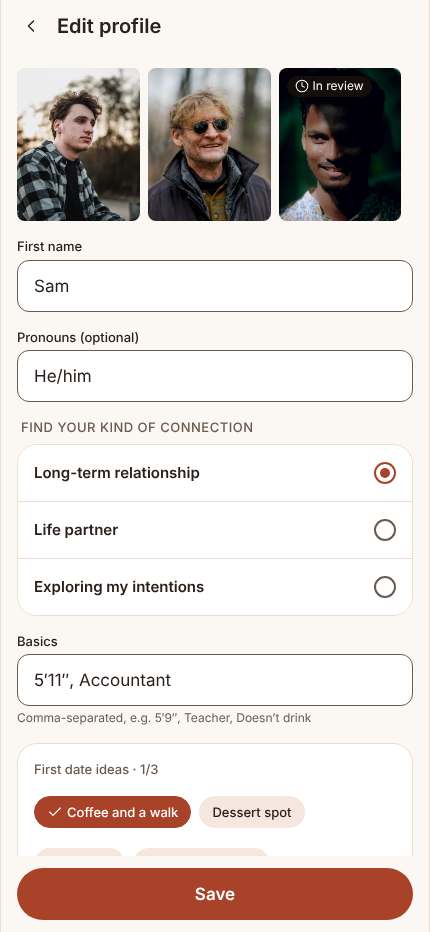 Edit profile
In review
First name
Sam
Pronouns (optional)
He/him
FIND YOUR KIND OF CONNECTION
Long-term relationship
Life partner
Exploring my intentions
Basics
5′11″, Accountant
Comma-separated, e.g. 5′9″, Teacher, Doesn’t drink
First date ideas · 1/3
Coffee and a walk
Dessert spot
Save